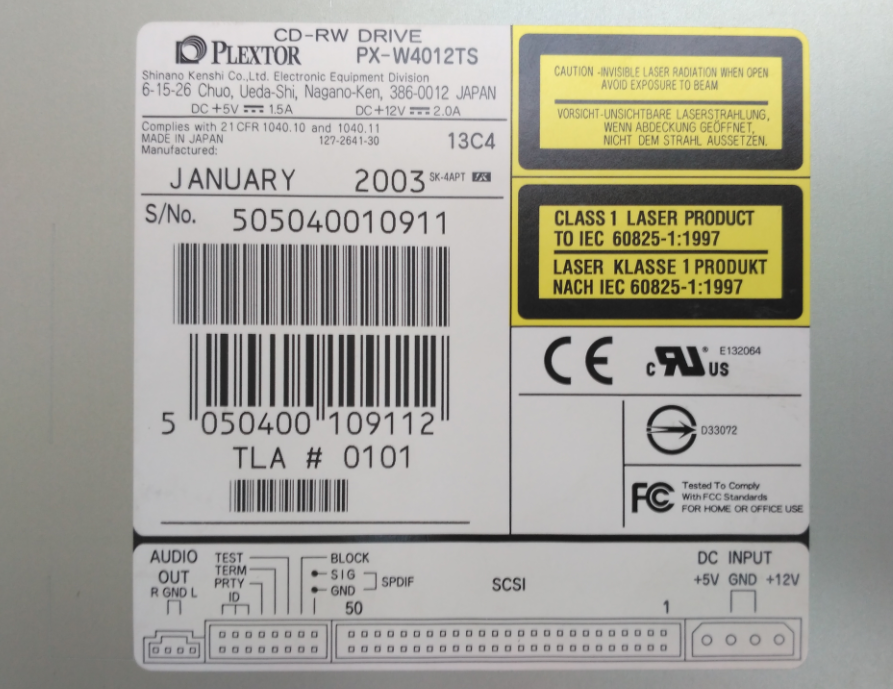 CD-RW DRIVE
PLEXTOR PX-W4012TS
Shinano Kenshi Co.,Ltd. Electronic Equipment Division
6-15-26 Chuo, Ueda-Shi, Nagano-Ken, 386-0012 JAPAN
DC +5V 1.5A DC+12V 2.0A
Complies with 21 CFR 1040.10 and 1040.11
MADE IN JAPAN 127-2641-30 13C4
Manufactured:
JANUARY 2003 SK-4APT
S/No. 505040010911
5 050400 109112
TLA # 0101
CAUTION -INVISIBLE LASER RADIATION WHEN OPEN
AVOID EXPOSURE TO BEAM
VORSICHT-UNSICHTBARE LASERSTRAHLUNG,
WENN ABDECKUNG GEÖFFNET,
NICHT DEM STRAHL AUSSETZEN.
CLASS 1 LASER PRODUCT
TO IEC 60825-1:1997
LASER KLASSE 1 PRODUKT
NACH IEC 60825-1:1997
CE c RU ® US E132064
D33072
FC Tested To Comply
With FCC Standards
FOR HOME OR OFFICE USE
AUDIO
OUT
R GND L
TEST
TERM
PRTY
ID
BLOCK
SIG
GND
SPDIF
50
SCSI
1
DC INPUT
+5V GND +12V